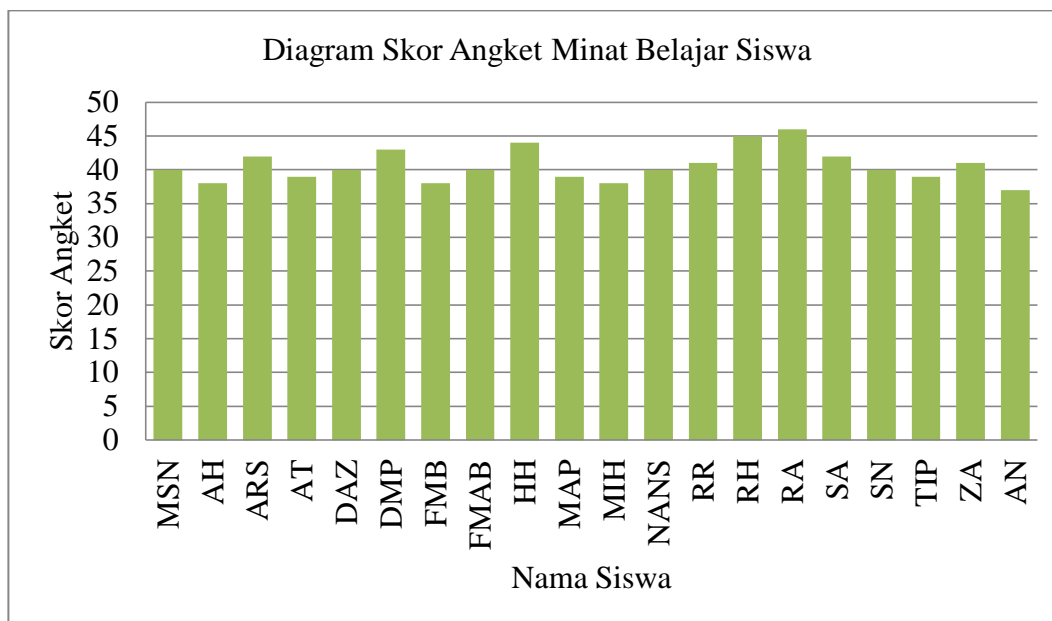 Diagram Skor Angket Minat Belajar Siswa
50
45
40
35
30
25
20
15
10
5
0
Skor Angket
MSN
AH
ARS
AT
DAZ
DMP
FMB
FMAB
HH
MAP
MIH
NANS
RR
RH
RA
SA
SN
TIP
ZA
AN
Nama Siswa